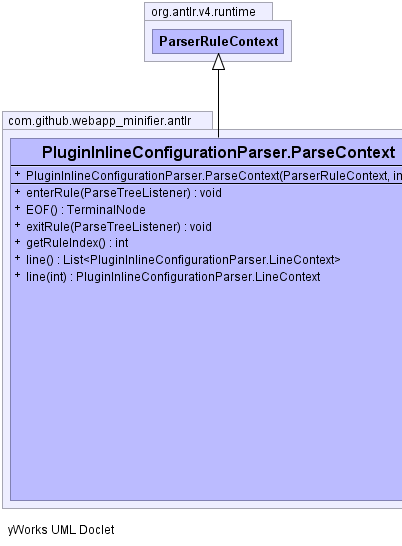 org.antlr.v4.runtime
ParserRuleContext
com.github.webapp_minifier.antlr
PluginInlineConfigurationParser.ParseContext
+ PluginInlineConfigurationParser.ParseContext(ParserRuleContext, in
+ enterRule(ParseTreeListener) : void
+ EOF() : TerminalNode
+ exitRule(ParseTreeListener) : void
+ getRuleIndex() : int
+ line() : List<PluginInlineConfigurationParser.LineContext>
+ line(int) : PluginInlineConfigurationParser.LineContext
yWorks UML Doclet